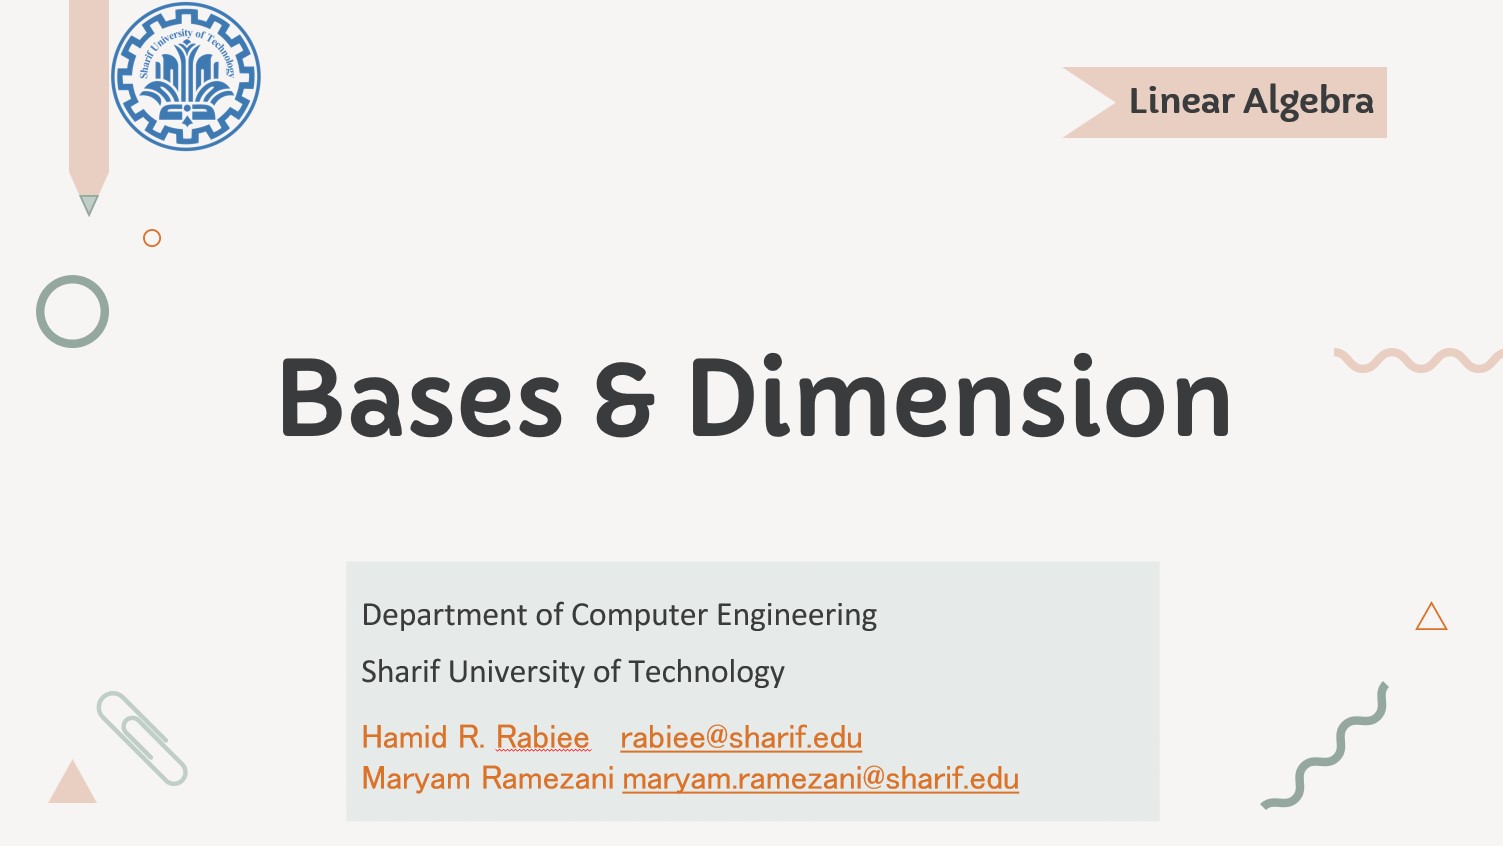 Sharif University of Technology
Linear Algebra
Bases & Dimension
Department of Computer Engineering
Sharif University of Technology
Hamid R. Rabiee rabiee@sharif.edu
Maryam Ramezani maryam.ramezani@sharif.edu